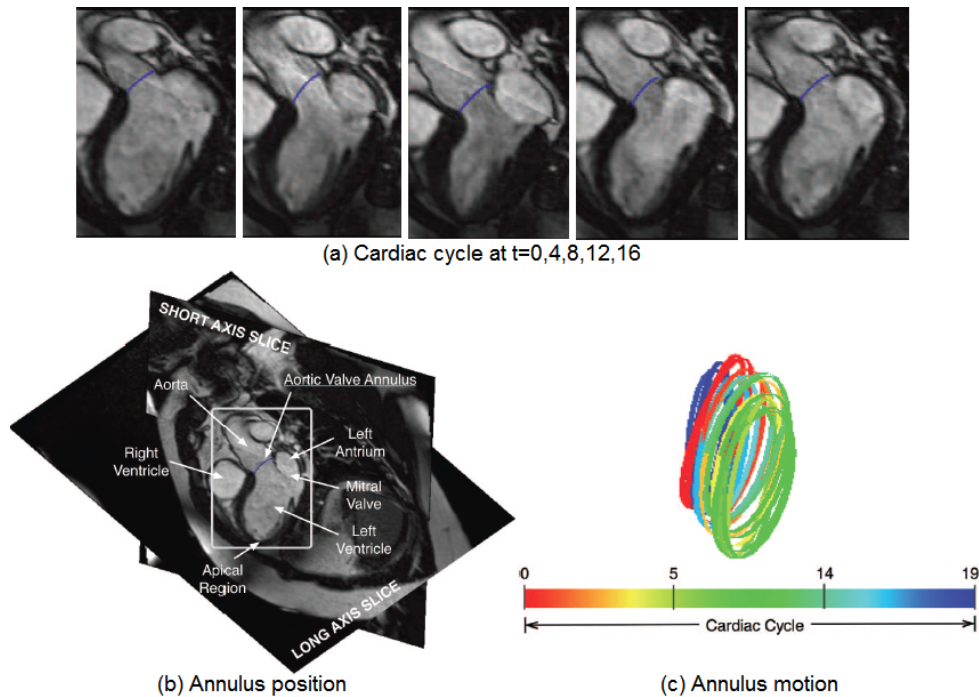 (a) Cardiac cycle at t=0,4,8,12,16
SHORT AXIS SLICE
Aortic Valve Annulus
Aorta
Left
Antrium
Right
Ventricle
Mitral
Valve
Left
Ventricle
Apical
Region
LONG AXIS SLICE
0
5
14
19
Cardiac Cycle
(b) Annulus position
(c) Annulus motion